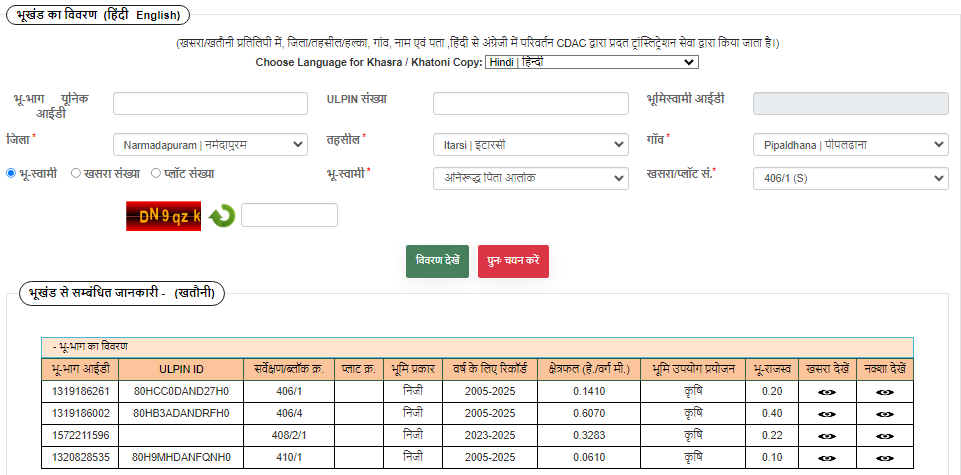 भूखंड का विवरण (हिंदी English)
(खसरा/खतौनी प्रतिलिपी में, जिला/तहसील/हल्का, गांव, नाम एवं पता ,हिंदी से अंग्रेजी में परिवर्तन CDAC द्वारा प्रदत ट्रांस्लिट्रेशन सेवा द्वारा किया जाता है।)
Choose Language for Khasra / Khatoni Copy: Hindi | हिन्दी
भू-भाग यूनिक आईडी ULPIN संख्या भूमिस्वामी आईडी
जिला * Narmadapuram | नर्मदापुरम तहसील * Itarsi | इटारसी गाँव * Pipaldhana | पीपलढाना
भू-स्वामी खसरा संख्या प्लॉट संख्या भू-स्वामी * अनिरूद्ध पिता आलोक खसरा/प्लॉट सं.* 406/1 (S)
DN9qzk
विवरण देखें पुनः चयन करें
भूखंड से सम्बंधित जानकारी - (खतौनी)
- भू-भाग का विवरण
भू-भाग आईडी ULPIN ID सर्वेक्षण/ब्लॉक क्र. प्लाट क्र. भूमि प्रकार वर्ष के लिए रिकॉर्ड क्षेत्रफल (हे./वर्ग मी.) भूमि उपयोग प्रयोजन भू-राजस्व खसरा देखें नक्शा देखें
1319186261 80HCC0DAND27H0 406/1 निजी 2005-2025 0.1410 कृषि 0.20
1319186002 80HB3ADANDRFH0 406/4 निजी 2005-2025 0.6070 कृषि 0.40
1572211596 408/2/1 निजी 2023-2025 0.3283 कृषि 0.22
1320828535 80H9MHDANFQNH0 410/1 निजी 2005-2025 0.0610 कृषि 0.10